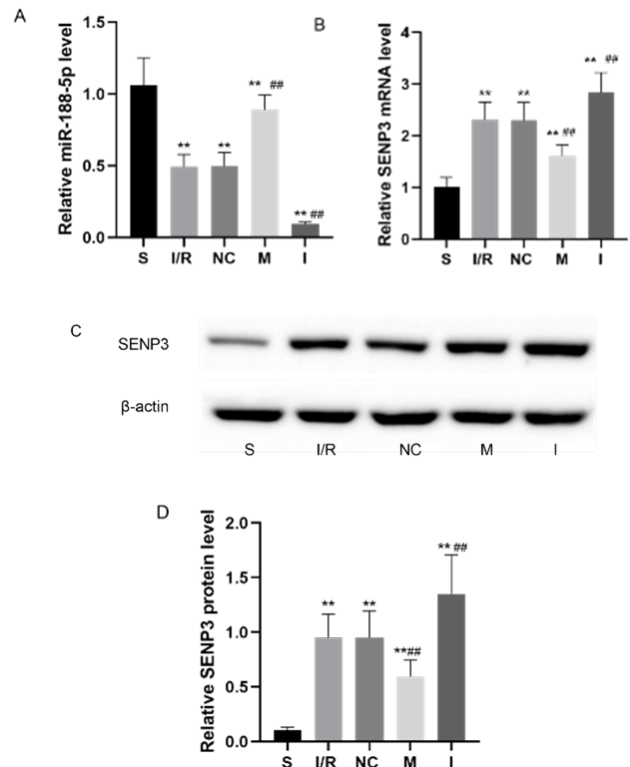 A
Relative miR-188-5p level
1.5
1.0
0.5
0.0
** 
**
** ##
** ##
S I/R NC M I
B
Relative SENP3 mRNA level
4
3
2
1
0
**
**
** ##
** ##
S I/R NC M I
C
SENP3
β-actin
S I/R NC M I
D
Relative SENP3 protein level
2.0
1.5
1.0
0.5
0.0
**
**
**##
** ##
S I/R NC M I